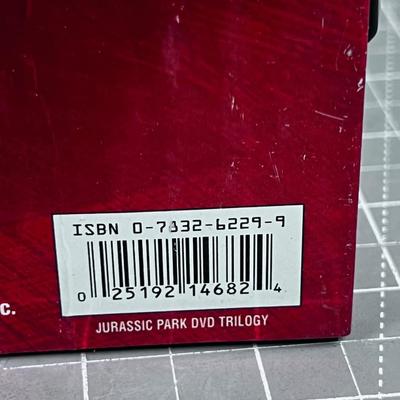 ISBN 0-7832-6229-9
0 25192 14682 4
c.
JURASSIC PARK DVD TRILOGY